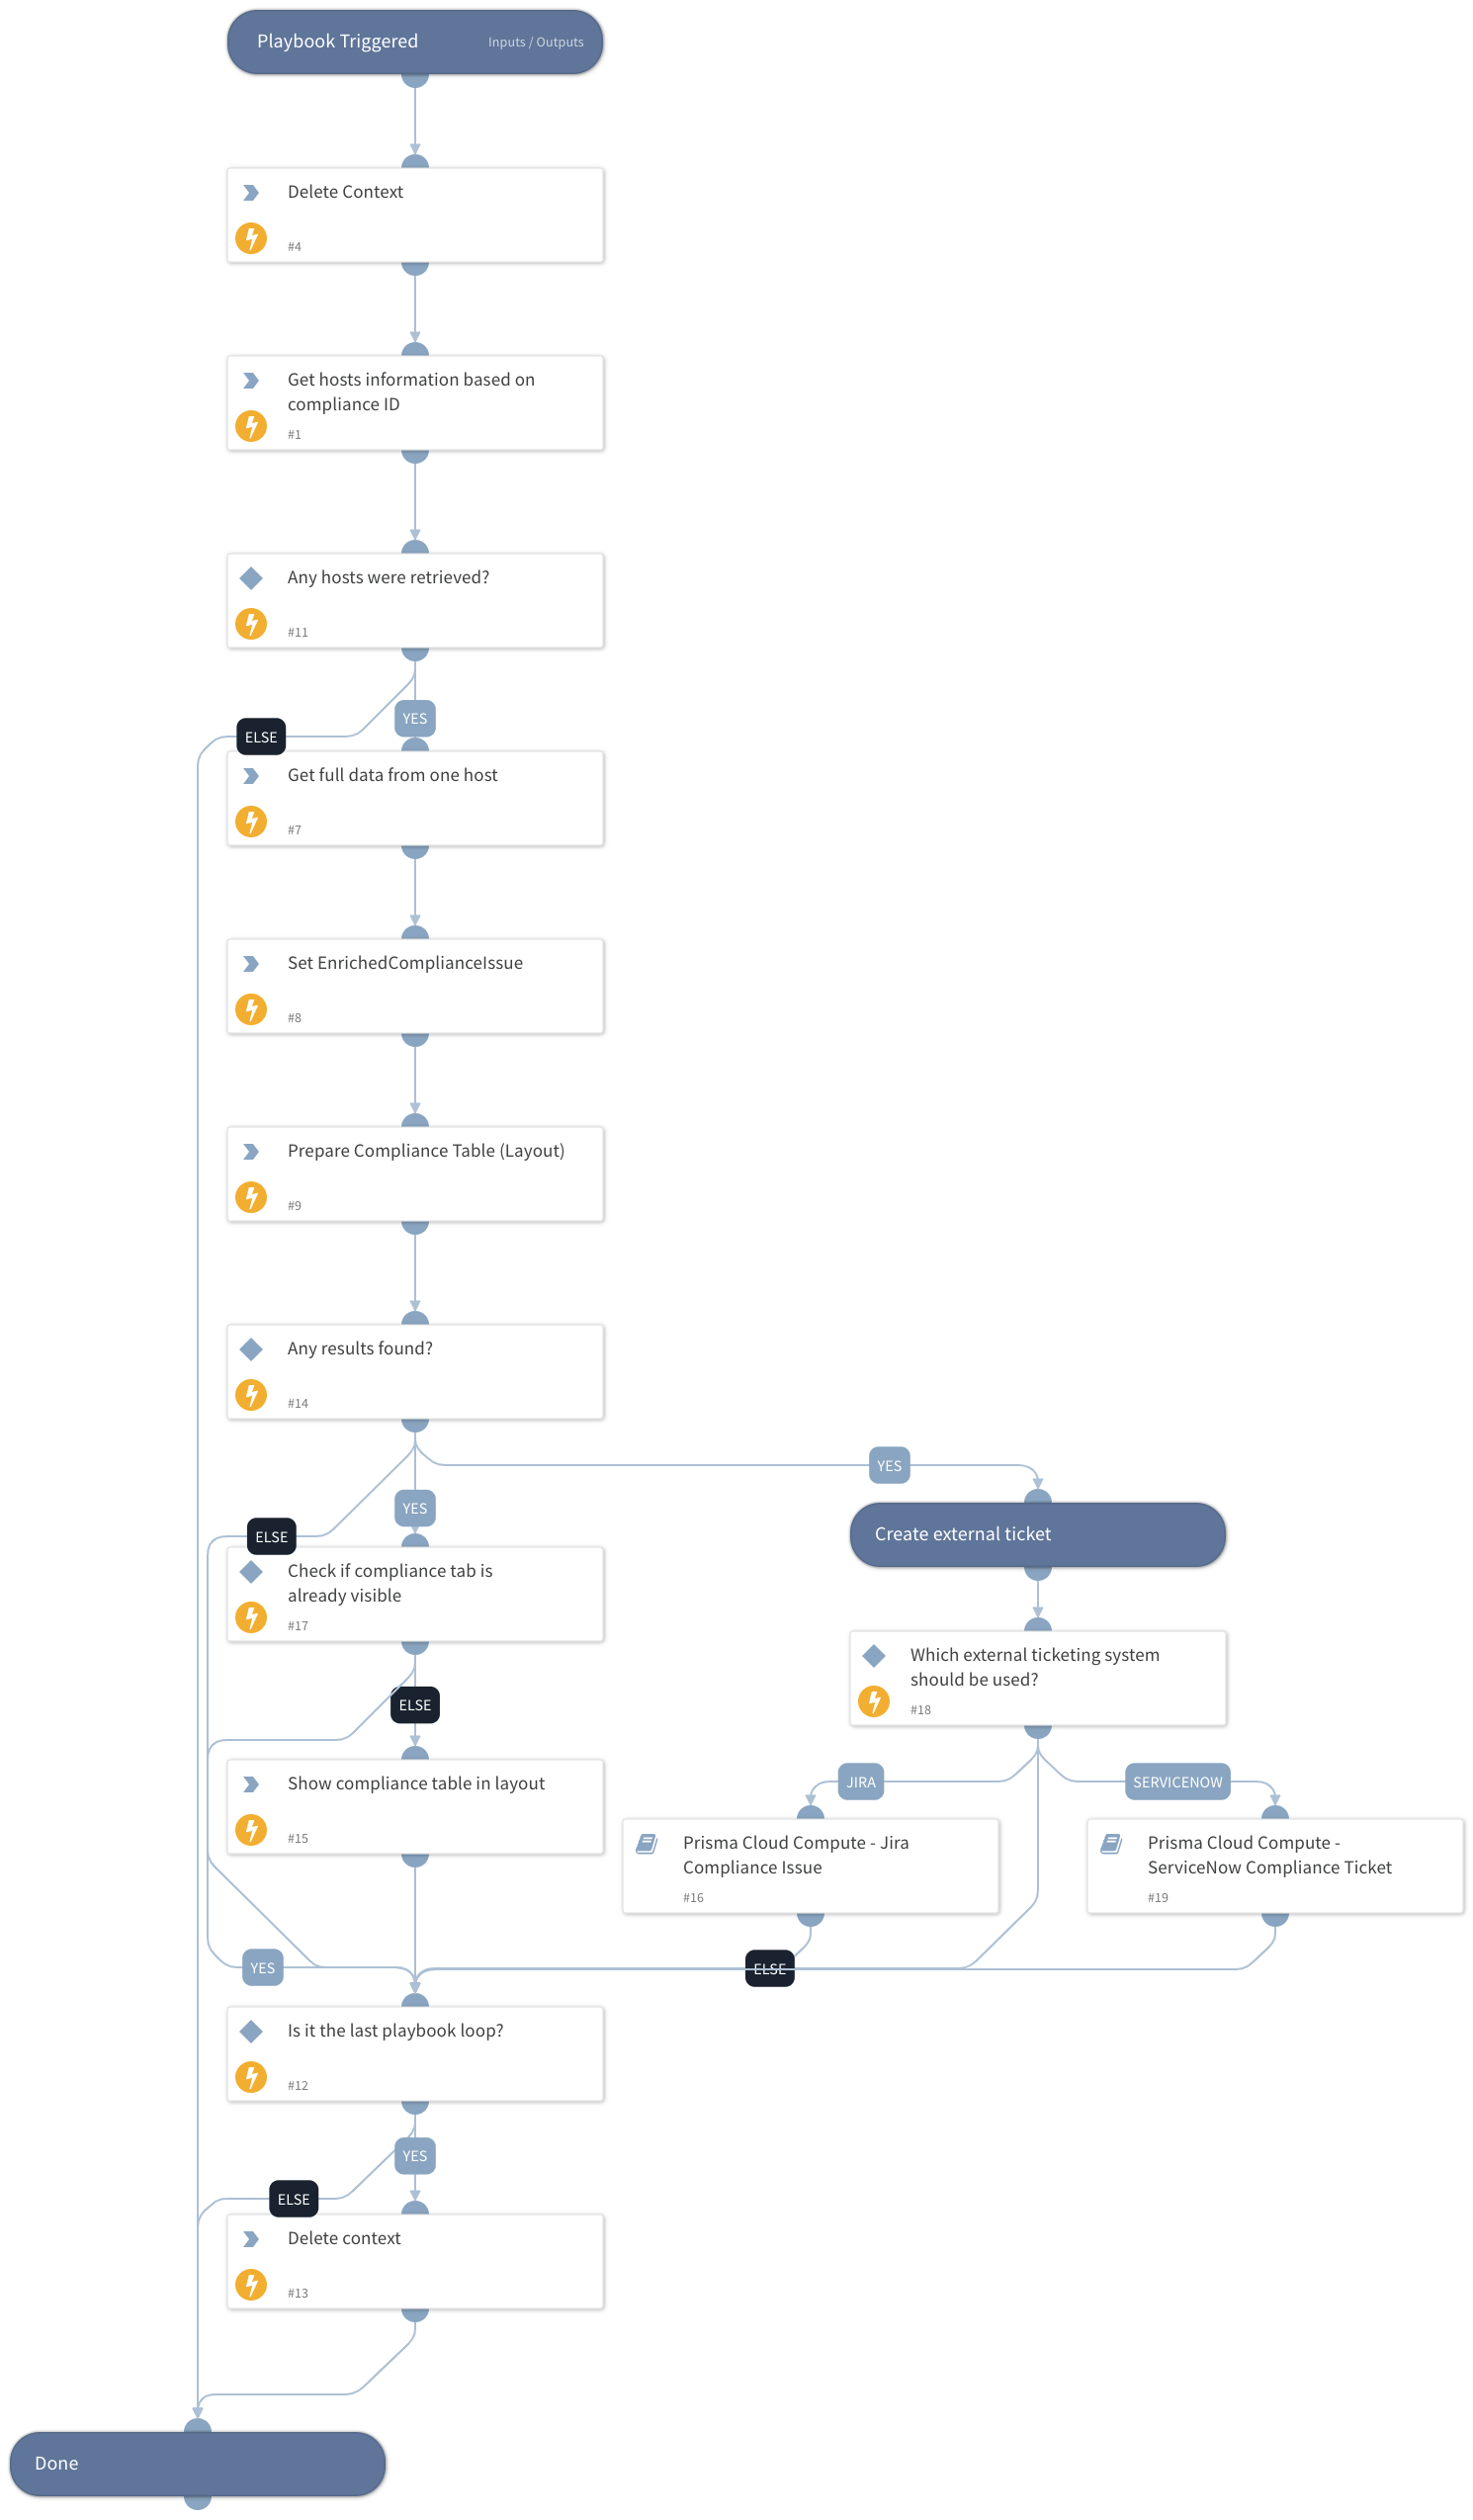 Playbook Triggered
Inputs / Outputs
Delete Context
#4
Get hosts information based on
compliance ID
#1
Any hosts were retrieved?
#11
YES
ELSE
Get full data from one host
#7
Set EnrichedComplianceIssue
#8
Prepare Compliance Table (Layout)
#9
Any results found?
#14
YES
YES
ELSE
Create external ticket
Check if compliance tab is
already visible
#17
Which external ticketing system
should be used?
#18
ELSE
JIRA
SERVICENOW
Show compliance table in layout
#15
Prisma Cloud Compute - Jira
Compliance Issue
#16
Prisma Cloud Compute -
ServiceNow Compliance Ticket
#19
YES
ELSE
Is it the last playbook loop?
#12
YES
ELSE
Delete context
#13
Done